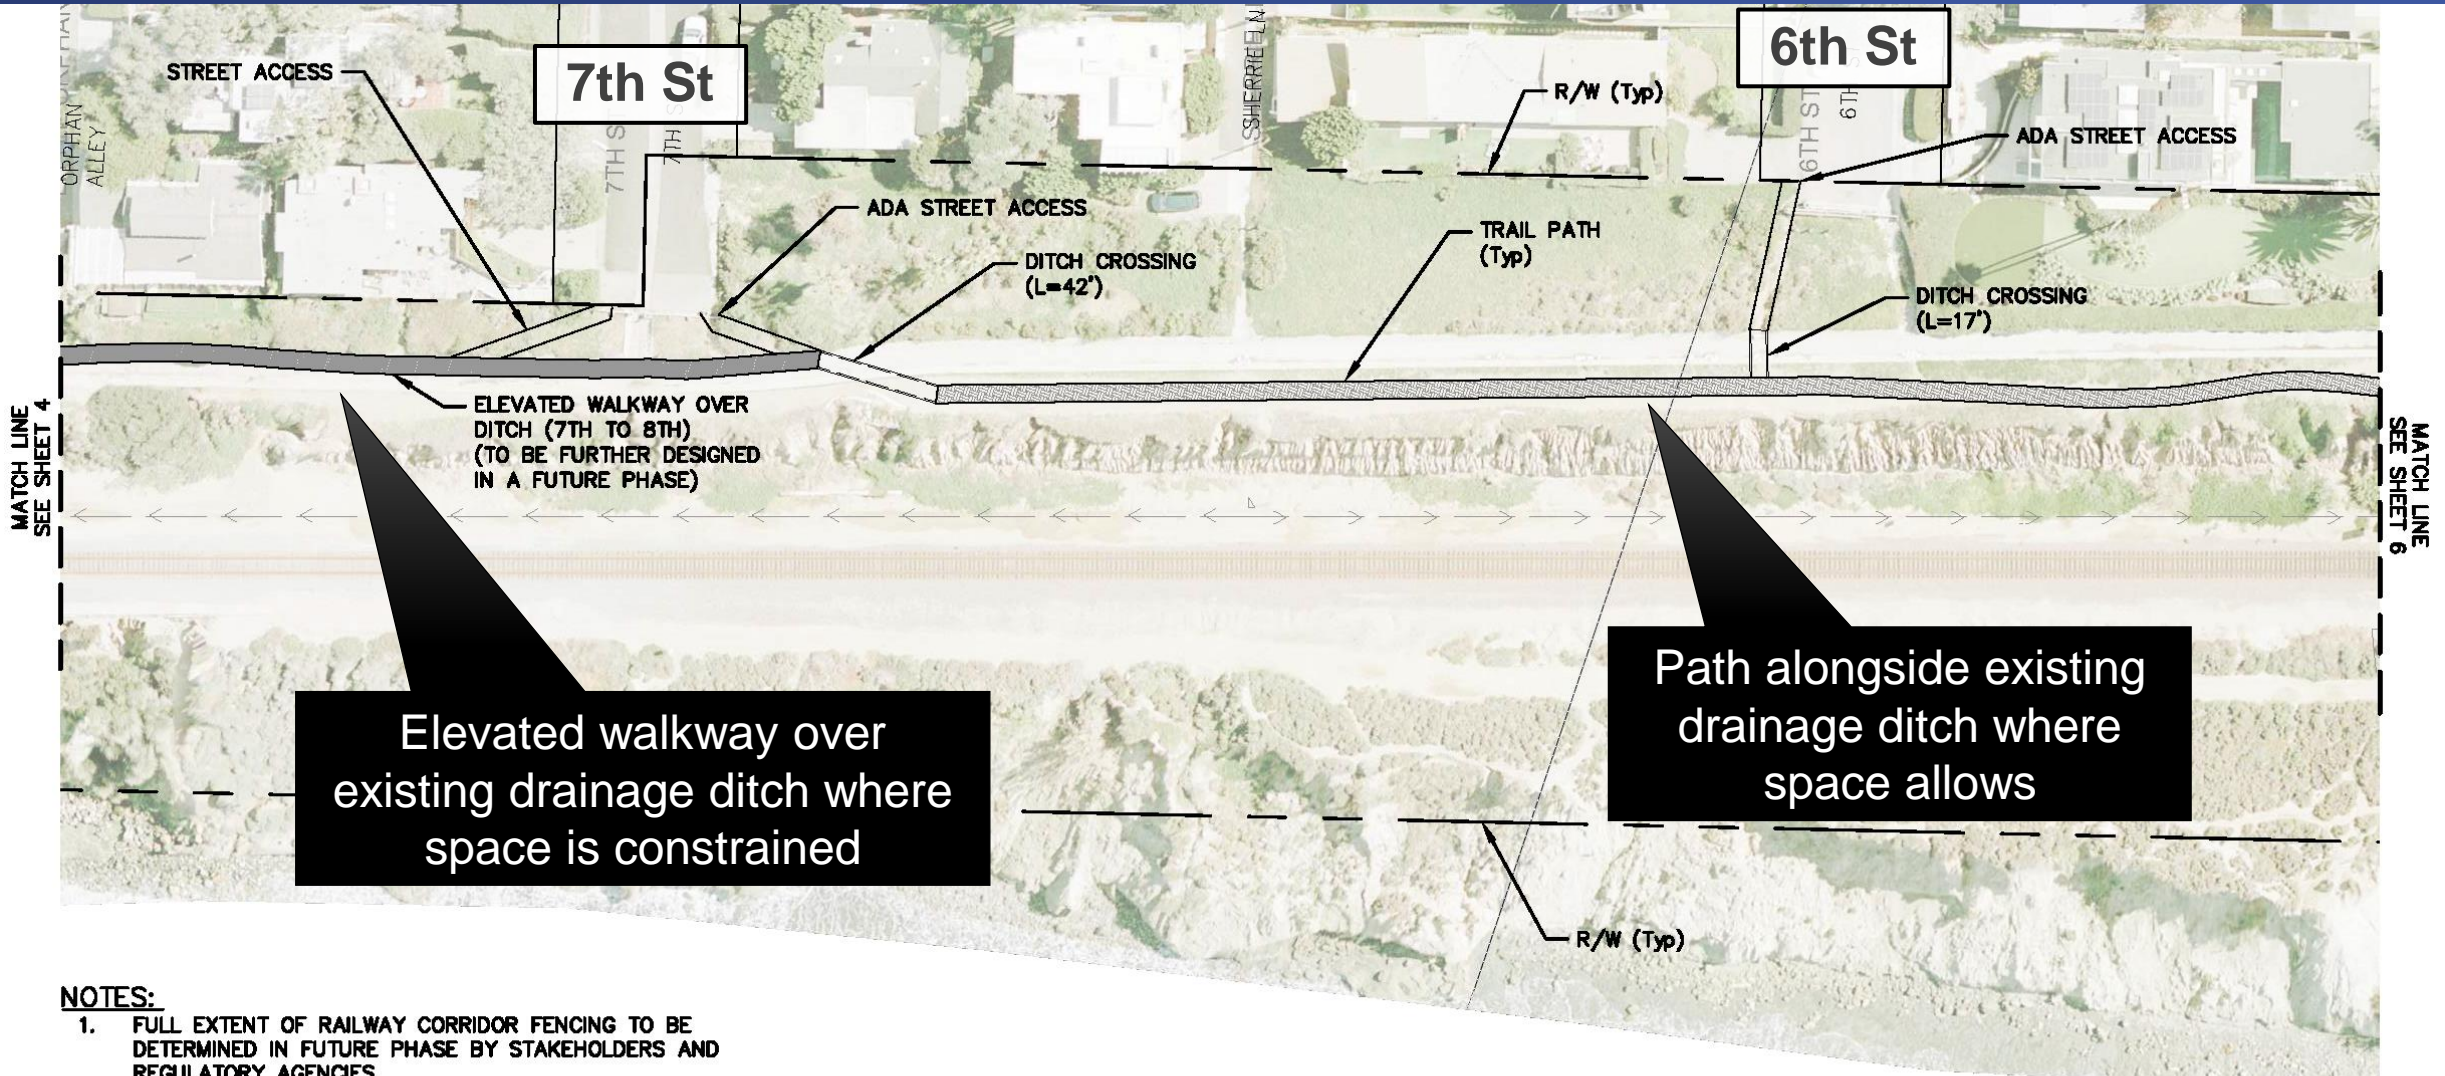 ORPHAN
ALLEY
STREET ACCESS
7th St
7TH S
7TH S
SHERRIE LN
R/W (Typ)
6th St
6TH ST
6TH
ADA STREET ACCESS
ADA STREET ACCESS
DITCH CROSSING
(L=42')
TRAIL PATH
(Typ)
DITCH CROSSING
(L=17')
MATCH LINE
SEE SHEET 4
ELEVATED WALKWAY OVER
DITCH (7TH TO 8TH)
(TO BE FURTHER DESIGNED
IN A FUTURE PHASE)
MATCH LINE
SEE SHEET 6
Elevated walkway over
existing drainage ditch where
space is constrained
Path alongside existing
drainage ditch where
space allows
R/W (Typ)
NOTES:
1. FULL EXTENT OF RAILWAY CORRIDOR FENCING TO BE
DETERMINED IN FUTURE PHASE BY STAKEHOLDERS AND
REGULATORY AGENCIES